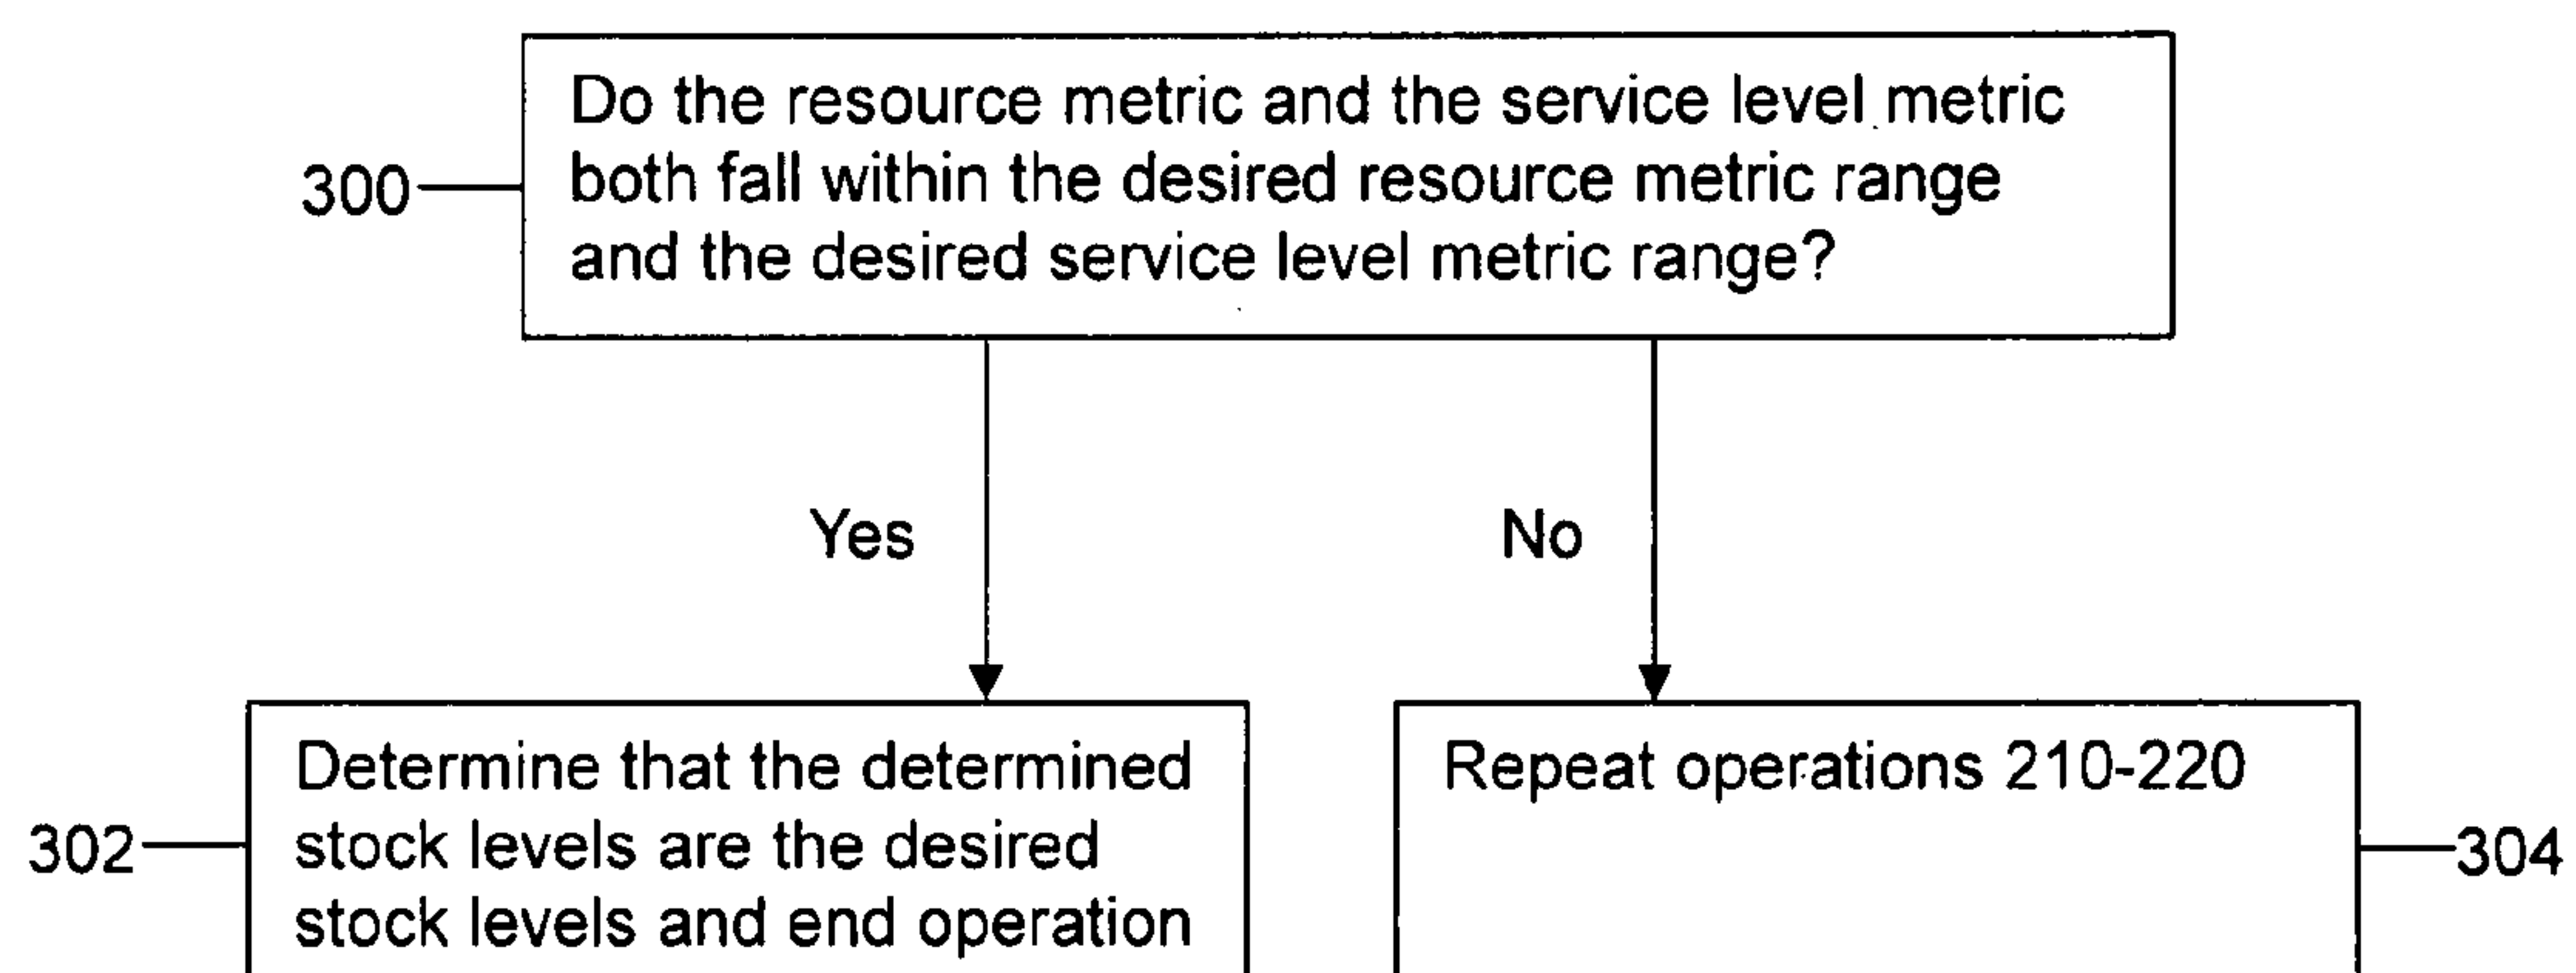 Do the resource metric and the service level metric
both fall within the desired resource metric range
and the desired service level metric range?
300
Yes
No
Determine that the determined
stock levels are the desired
stock levels and end operation
302
Repeat operations 210-220
304